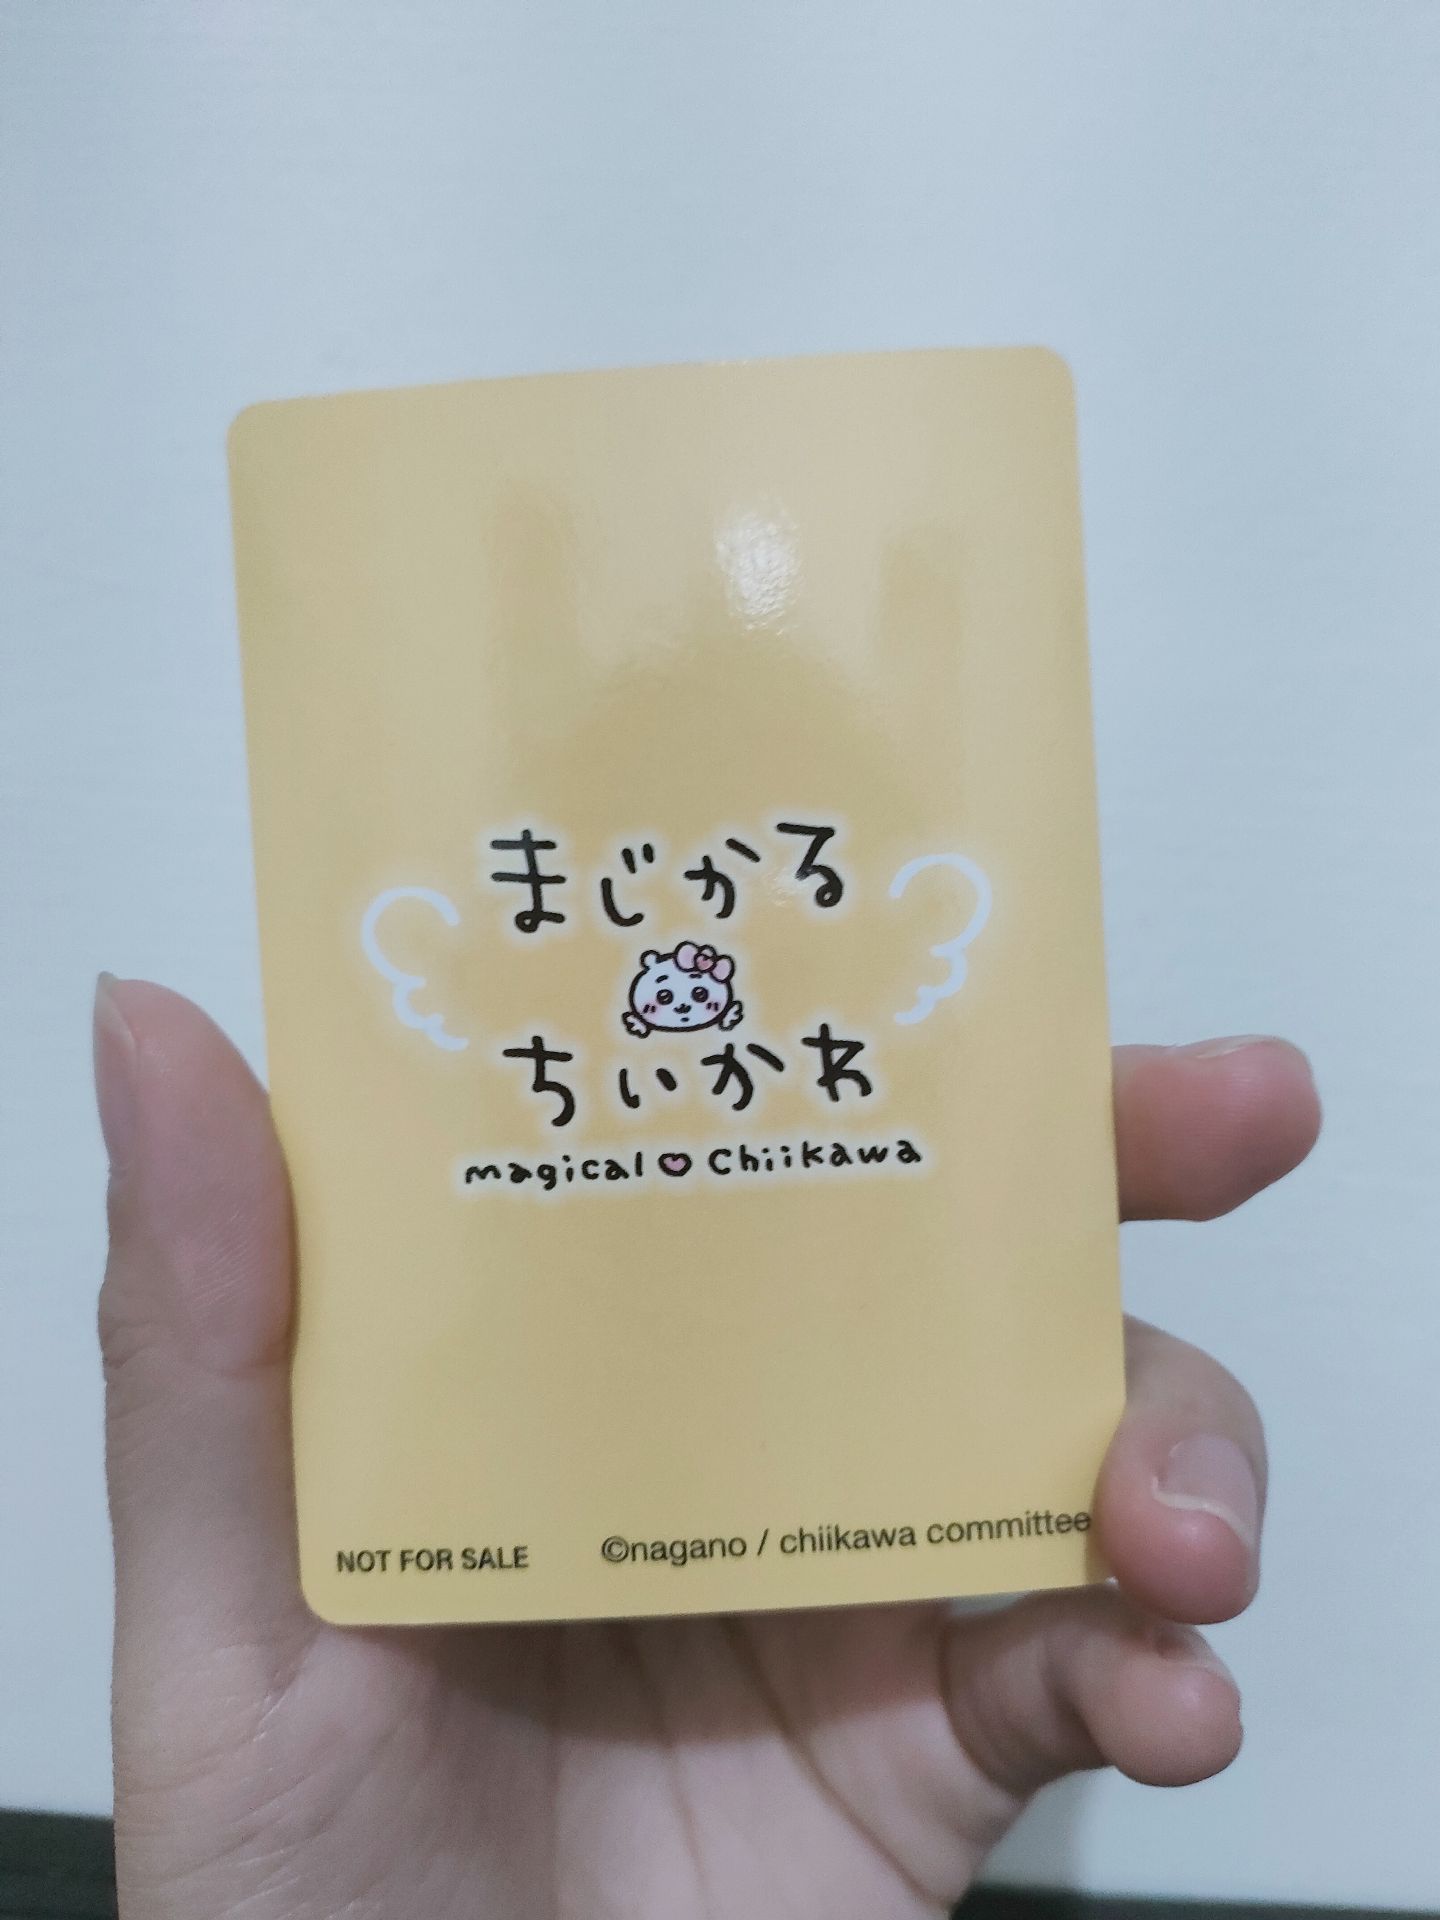 まじかる
ちいかわ
magical♡Chiikawa
NOT FOR SALE
©nagano / chiikawa committee